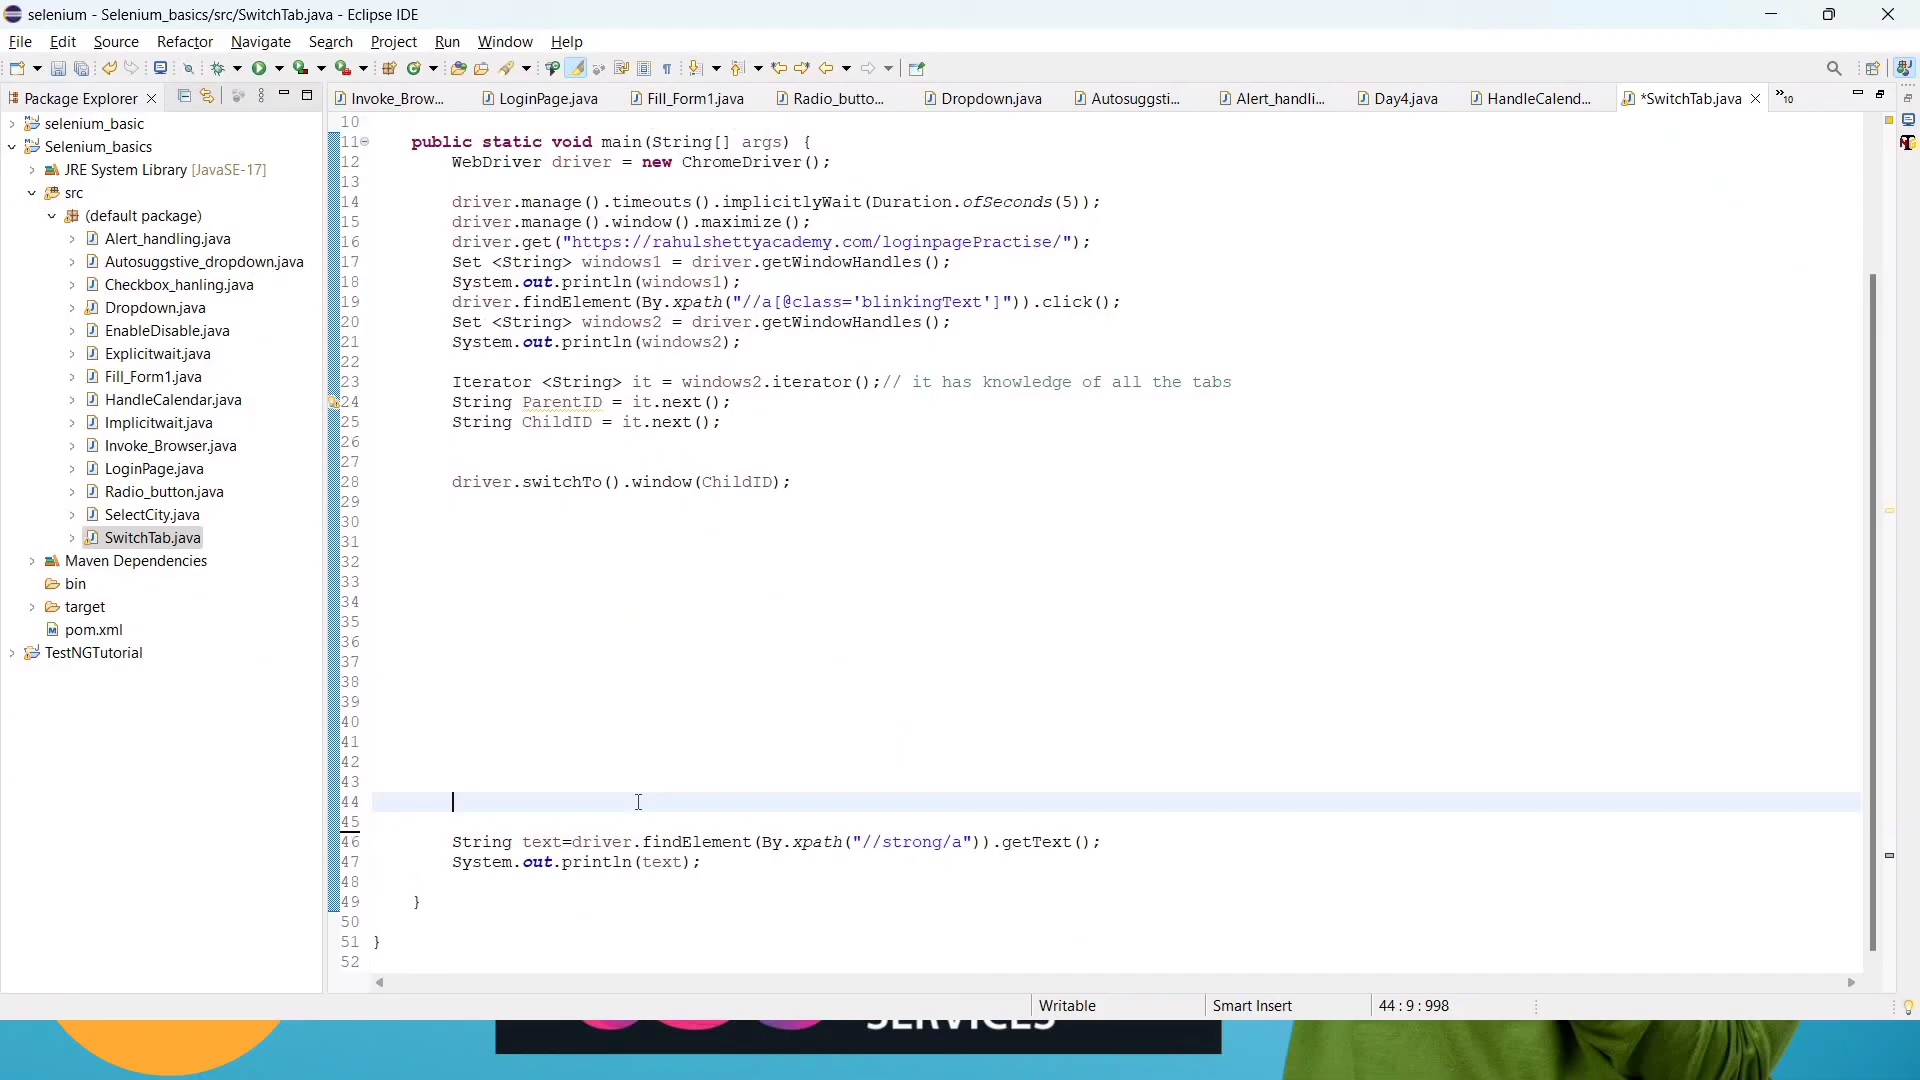 selenium - Selenium_basics/src/SwitchTab.java - Eclipse IDE
File Edit Source Refactor Navigate Search Project Run Window Help
Package Explorer
Invoke_Brow... LoginPage.java Fill_Form1.java Radio_butto... Dropdown.java Autosuggsti... Alert_handli... Day4.java HandleCalend... *SwitchTab.java 10
selenium_basic
Selenium_basics
JRE System Library [JavaSE-17]
src
(default package)
Alert_handling.java
Autosuggstive_dropdown.java
Checkbox_hanling.java
Dropdown.java
EnableDisable.java
Explicitwait.java
Fill_Form1.java
HandleCalendar.java
Implicitwait.java
Invoke_Browser.java
LoginPage.java
Radio_button.java
SelectCity.java
SwitchTab.java
Maven Dependencies
bin
target
pom.xml
TestNGTutorial
10
11 public static void main(String[] args) {
12 WebDriver driver = new ChromeDriver();
13
14 driver.manage().timeouts().implicitlyWait(Duration.ofSeconds(5));
15 driver.manage().window().maximize();
16 driver.get("https://rahulshettyacademy.com/loginpagePractise/");
17 Set <String> windows1 = driver.getWindowHandles();
18 System.out.println(windows1);
19 driver.findElement(By.xpath("//a[@class='blinkingText']")).click();
20 Set <String> windows2 = driver.getWindowHandles();
21 System.out.println(windows2);
22
23 Iterator <String> it = windows2.iterator();// it has knowledge of all the tabs
24 String ParentID = it.next();
25 String ChildID = it.next();
26
27
28 driver.switchTo().window(ChildID);
29
30
31
32
33
34
35
36
37
38
39
40
41
42
43
44
45
46 String text=driver.findElement(By.xpath("//strong/a")).getText();
47 System.out.println(text);
48
49 }
50
51 }
52
Writable Smart Insert 44 : 9 : 998
SERVICES